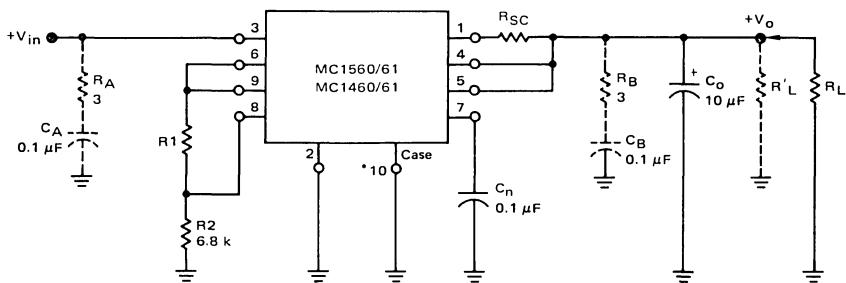 +Vin
RA
3
CA
0.1 μF
3
6
9
8
MC1560/61
MC1460/61
1
4
5
7
2
Case
*10
R1
R2
6.8 k
RSC
Cn
0.1 μF
RB
3
CB
0.1 μF
+
Co
10 μF
+Vo
R'L
RL